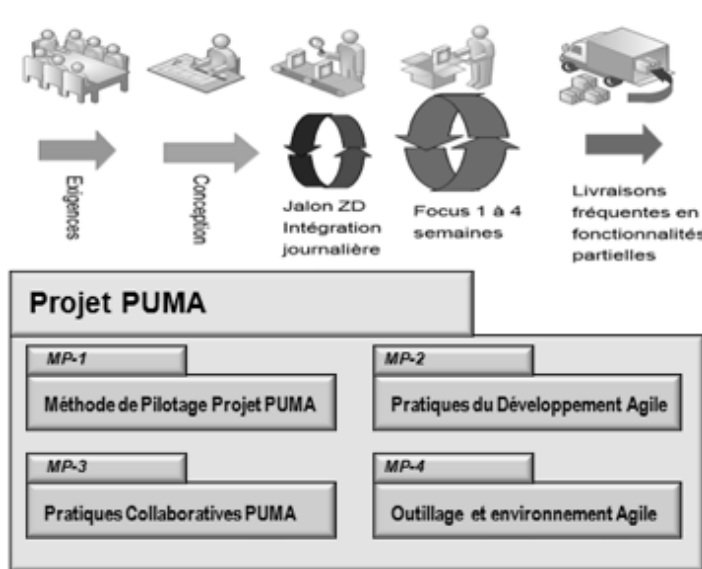 Exigences
Conception
Jalon ZD
Intégration
journalière
Focus 1 à 4
semaines
Livraisons
fréquentes en
fonctionnalités
partielles
Projet PUMA
MP-1
Méthode de Pilotage Projet PUMA
MP-2
Pratiques du Développement Agile
MP-3
Pratiques Collaboratives PUMA
MP-4
Outillage et environnement Agile